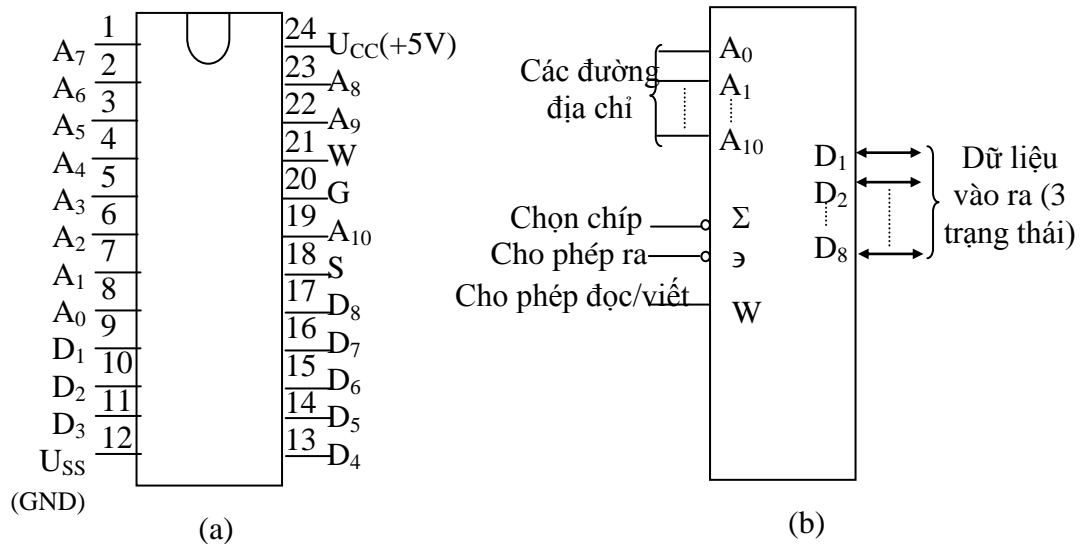 1
A₇
2
A₆
3
A₅
4
A₄
5
A₃
6
A₂
7
A₁
8
A₀
9
D₁
10
D₂
11
D₃
12
U_SS
(GND)
24
U_CC(+5V)
23
A₈
22
A₉
21
W
20
G
19
A₁₀
18
S
17
D₈
16
D₇
15
D₆
14
D₅
13
D₄
(a)
Các đường
địa chỉ
A₀
A₁
A₁₀
Chọn chíp
Σ
Cho phép ra
϶
Cho phép đọc/viết
W
D₁
D₂
D₈
Dữ liệu
vào ra (3
trạng thái)
(b)